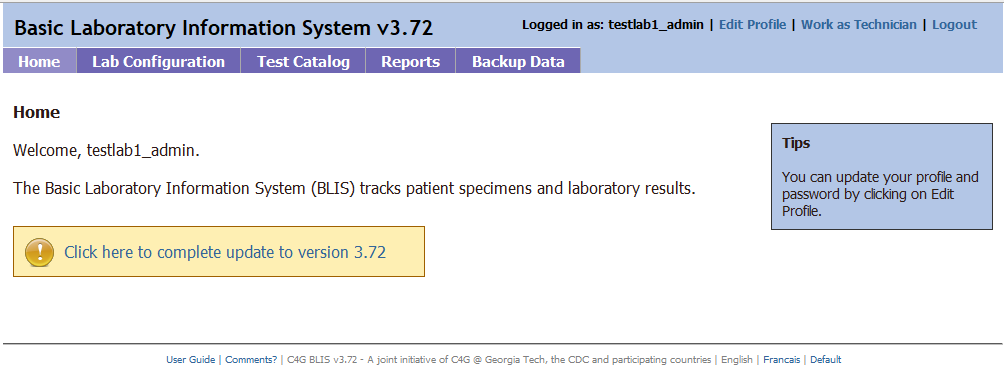 Basic Laboratory Information System v3.72
Logged in as: testlab1_admin | Edit Profile | Work as Technician | Logout
Home Lab Configuration Test Catalog Reports Backup Data
Home
Welcome, testlab1_admin.
The Basic Laboratory Information System (BLIS) tracks patient specimens and laboratory results.
Click here to complete update to version 3.72
Tips
You can update your profile and
password by clicking on Edit
Profile.
User Guide | Comments? | C4G BLIS v3.72 - A joint initiative of C4G @ Georgia Tech, the CDC and participating countries | English | Francais | Default